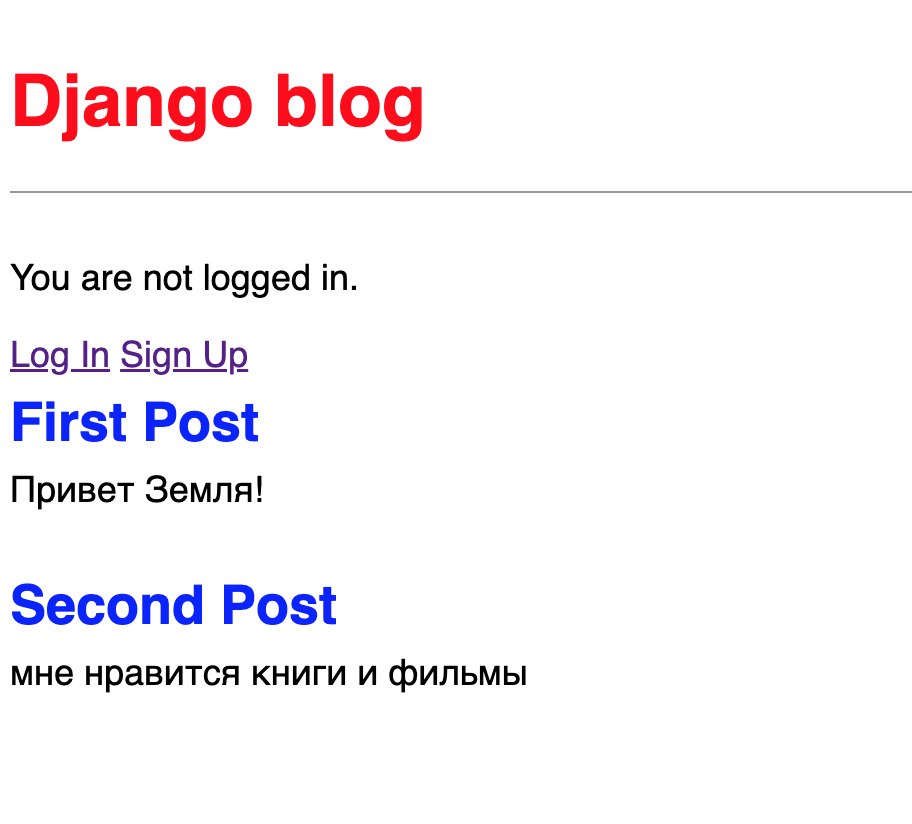 Django blog
You are not logged in.
Log In Sign Up
First Post
Привет Земля!
Second Post
мне нравится книги и фильмы